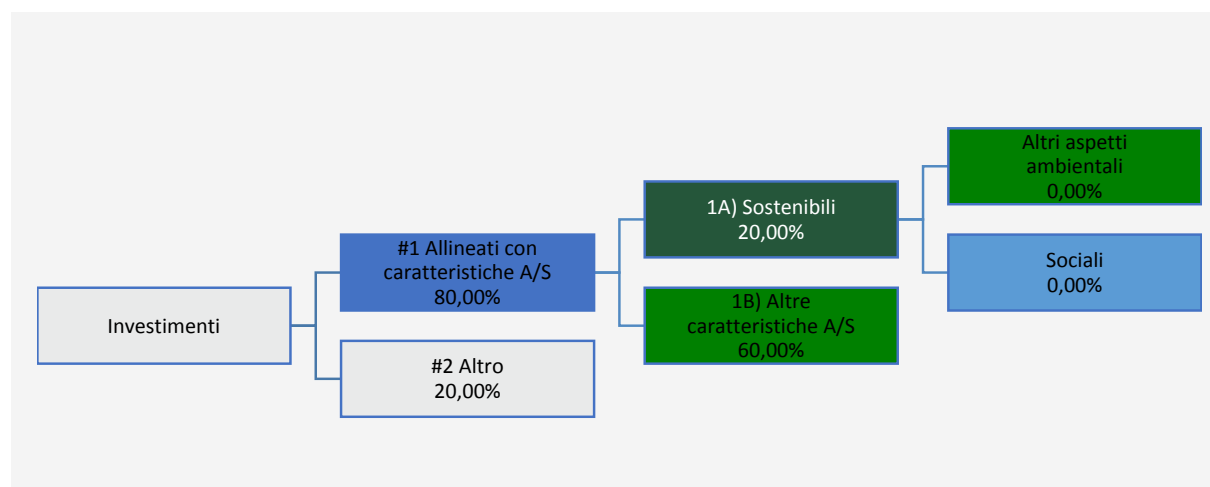 Investimenti
#1 Allineati con
caratteristiche A/S
80,00%
#2 Altro
20,00%
1A) Sostenibili
20,00%
1B) Altre
caratteristiche A/S
60,00%
Altri aspetti
ambientali
0,00%
Sociali
0,00%